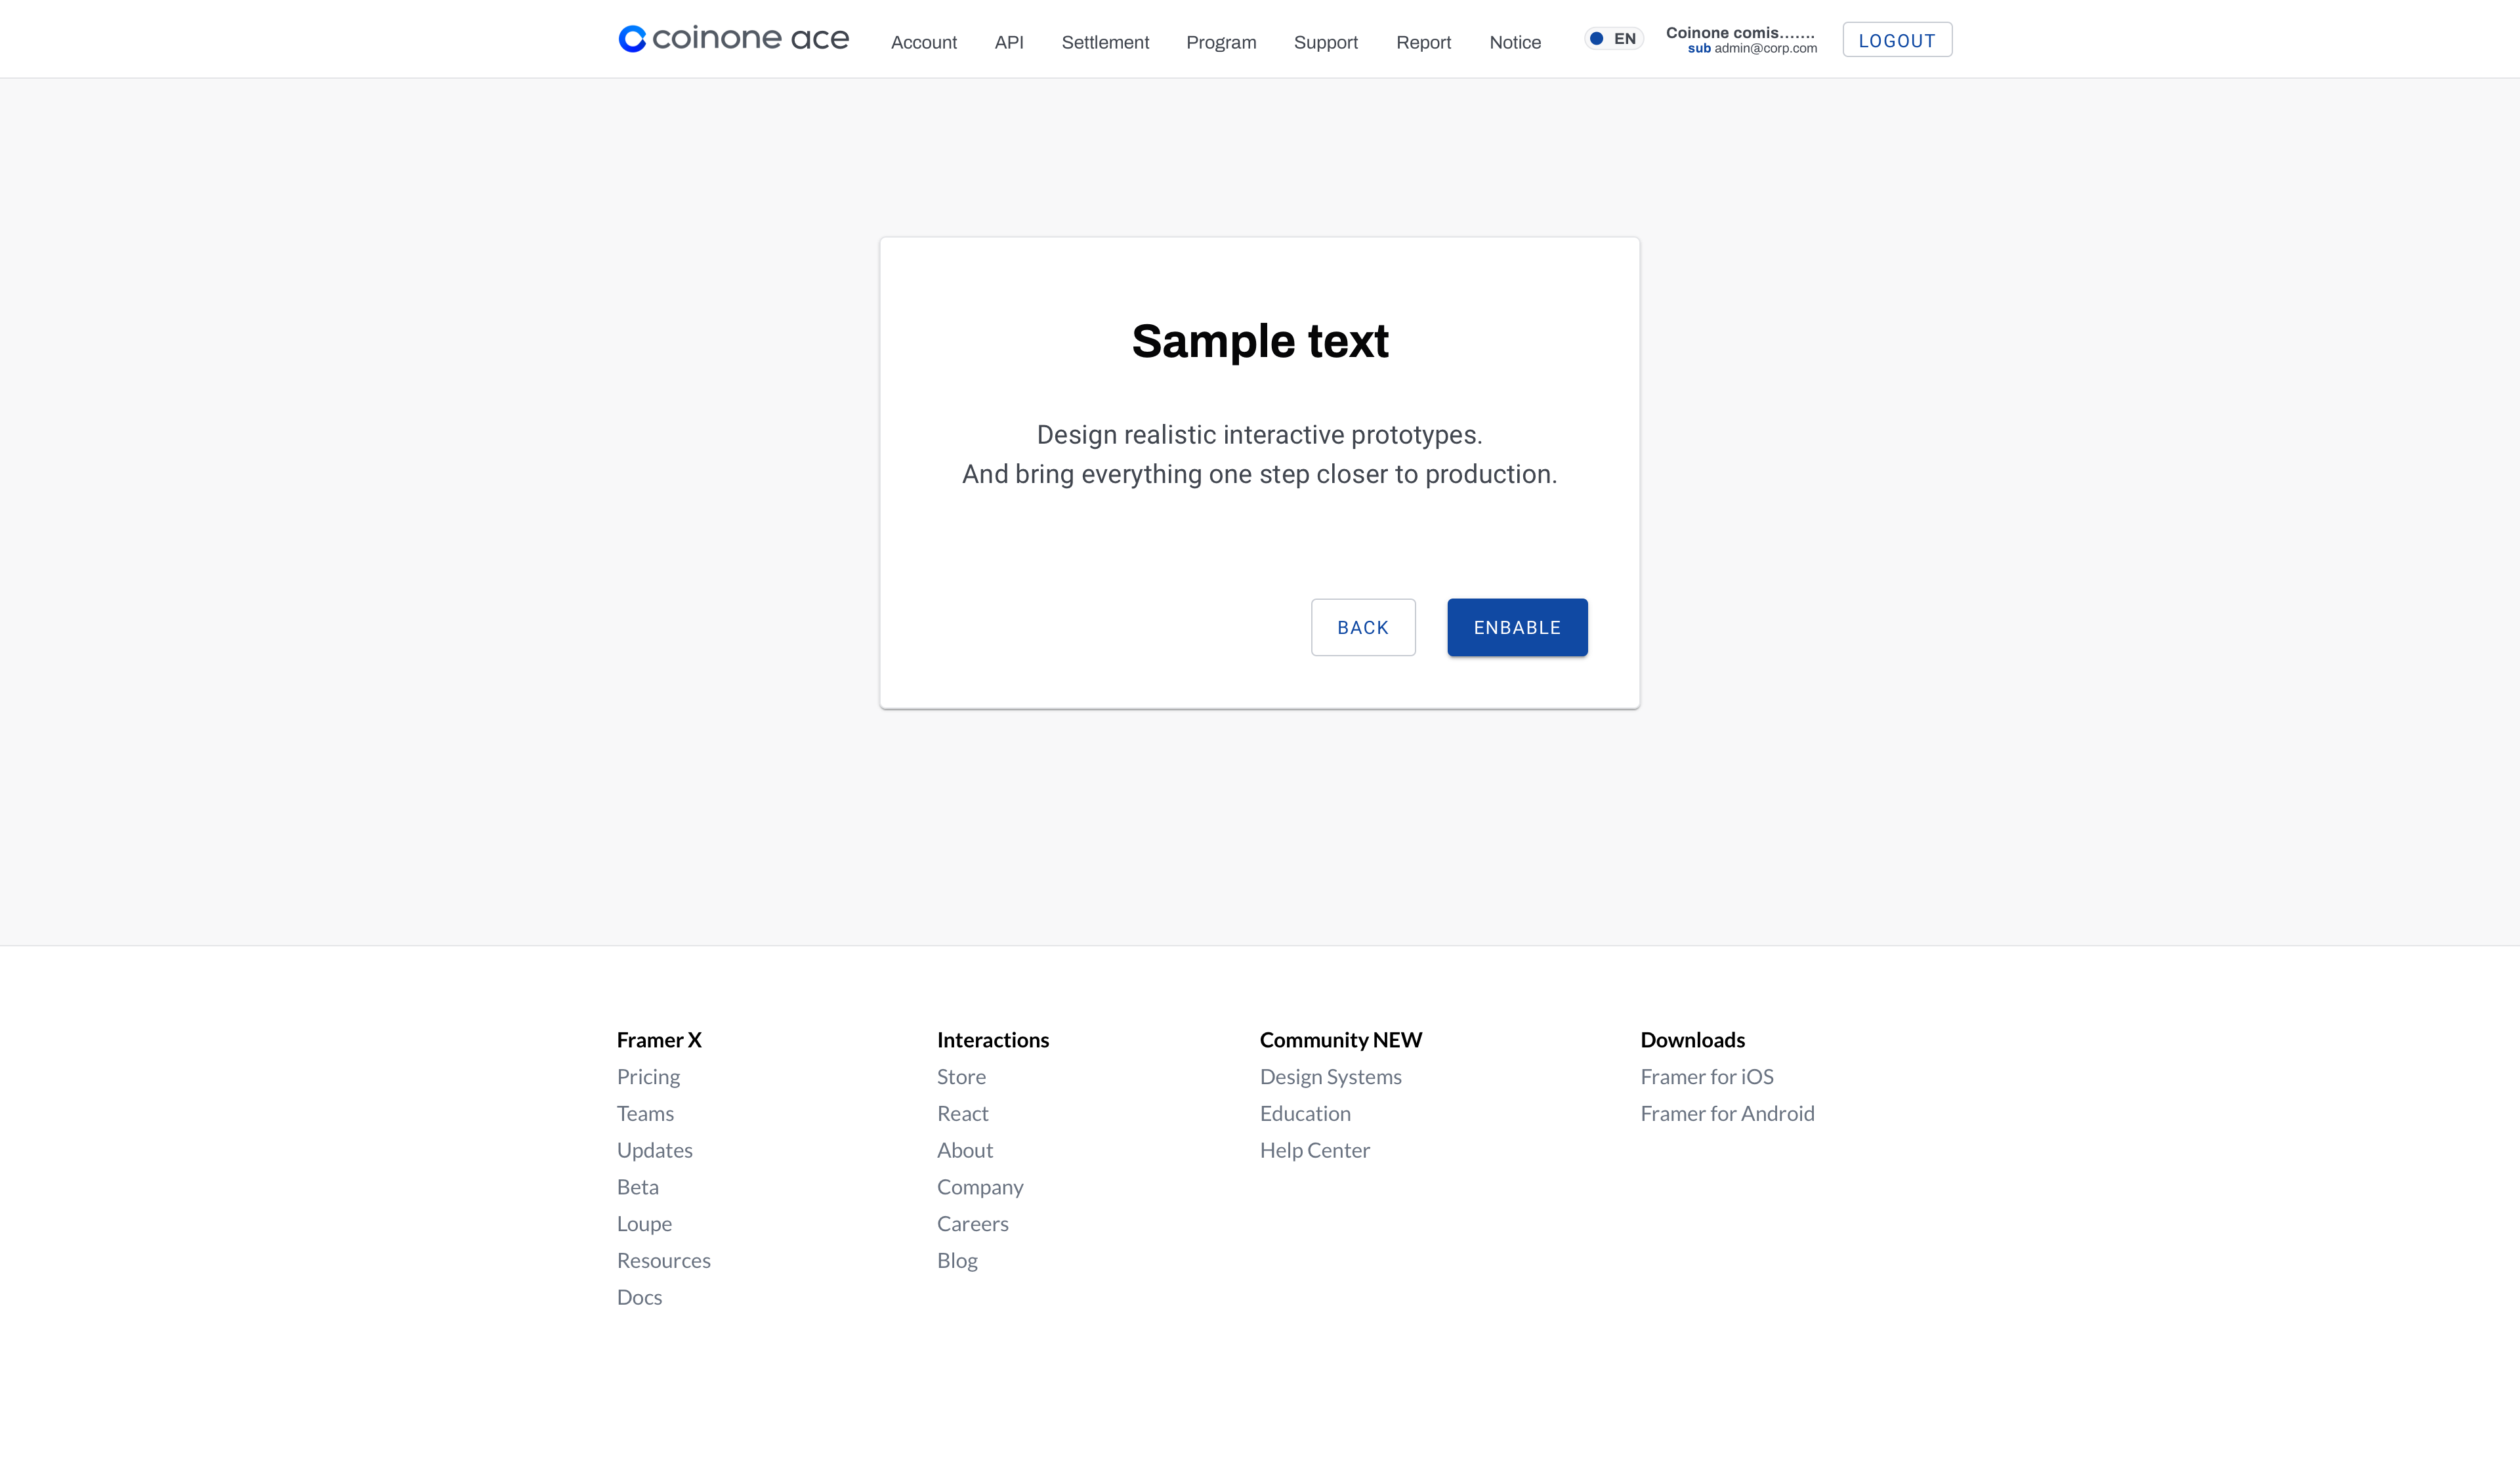 coinone ace
Account API Settlement Program Support Report Notice
EN
Coinone comis.......
sub admin@corp.com
LOGOUT
Sample text
Design realistic interactive prototypes.
And bring everything one step closer to production.
BACK ENBABLE
Framer X
Pricing
Teams
Updates
Beta
Loupe
Resources
Docs
Interactions
Store
React
About
Company
Careers
Blog
Community NEW
Design Systems
Education
Help Center
Downloads
Framer for iOS
Framer for Android